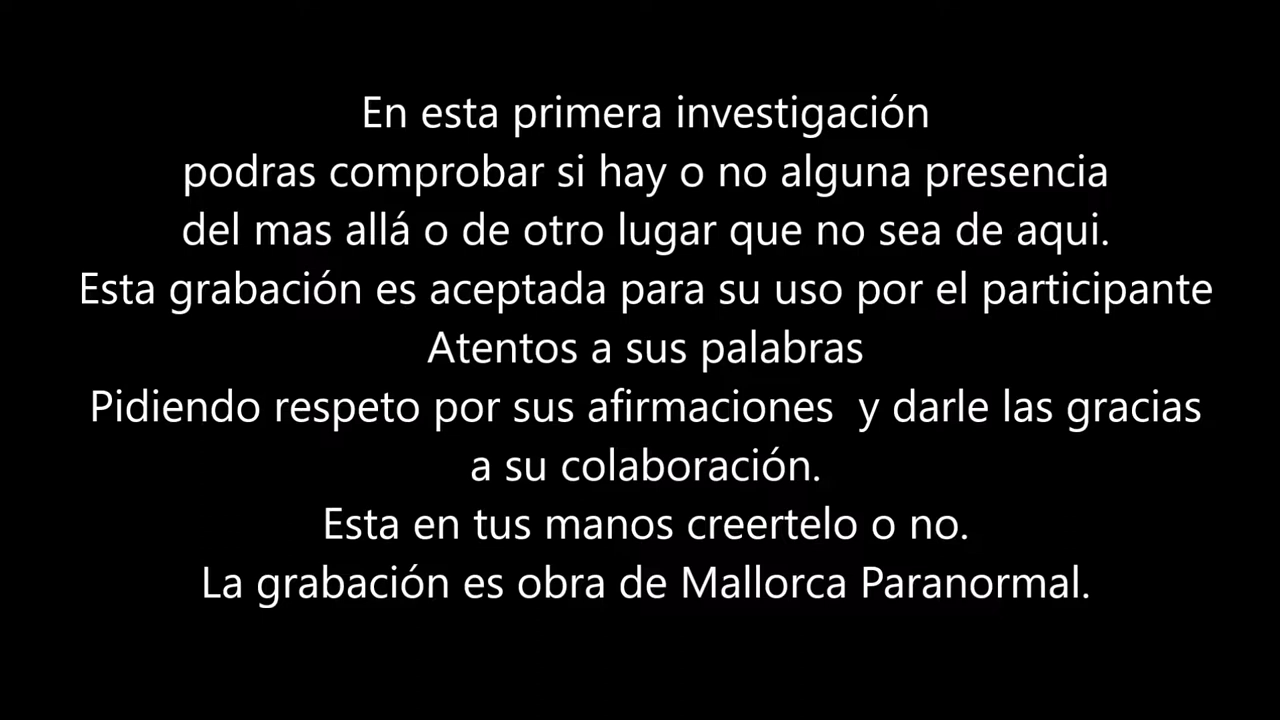 En esta primera investigación
podras comprobar si hay o no alguna presencia
del mas allá o de otro lugar que no sea de aqui.
Esta grabación es aceptada para su uso por el participante
Atentos a sus palabras
Pidiendo respeto por sus afirmaciones  y darle las gracias
a su colaboración.
Esta en tus manos creertelo o no.
La grabación es obra de Mallorca Paranormal.